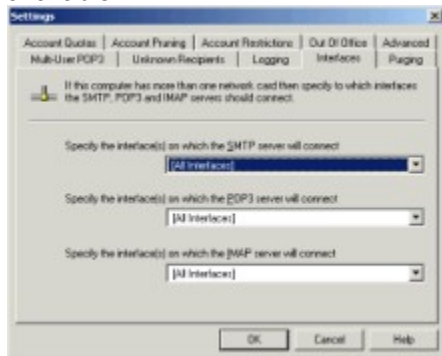 Settings
Account Quotas Account Pruning Account Restrictions Out Of Office Advanced
Multi-User POP3 Unknown Recipients Logging Interfaces Purging
If this computer has more than one network card then specify to which interfaces
the SMTP, POP3 and IMAP servers should connect.
Specify the interface(s) on which the SMTP server will connect
[All Interfaces]
Specify the interface(s) on which the POP3 server will connect
[All Interfaces]
Specify the interface(s) on which the IMAP server will connect
[All Interfaces]
OK Cancel Help